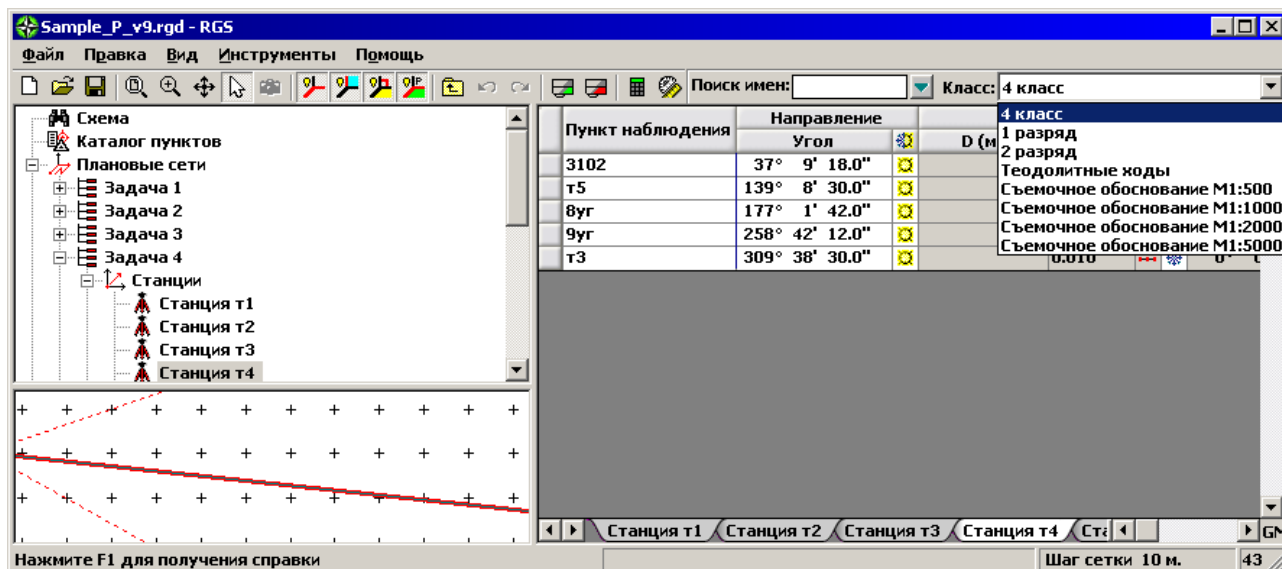 Sample_P_v9.rgd - RGS
Файл Правка Вид Инструменты Помощь
Поиск имен: Класс: 4 класс
4 класс
1 разряд
2 разряд
Теодолитные ходы
Съемочное обоснование М1:500
Съемочное обоснование М1:1000
Съемочное обоснование М1:2000
Съемочное обоснование М1:5000
Схема
Каталог пунктов
Плановые сети
Задача 1
Задача 2
Задача 3
Задача 4
Станции
Станция т1
Станция т2
Станция т3
Станция т4
Пункт наблюдения Направление
Угол D (м
3102 37° 9' 18.0"
т5 139° 8' 30.0"
8уг 177° 1' 42.0"
9уг 258° 42' 12.0"
т3 309° 38' 30.0" 0.010 0°
Станция т1 Станция т2 Станция т3 Станция т4
Нажмите F1 для получения справки Шаг сетки 10 м. 43